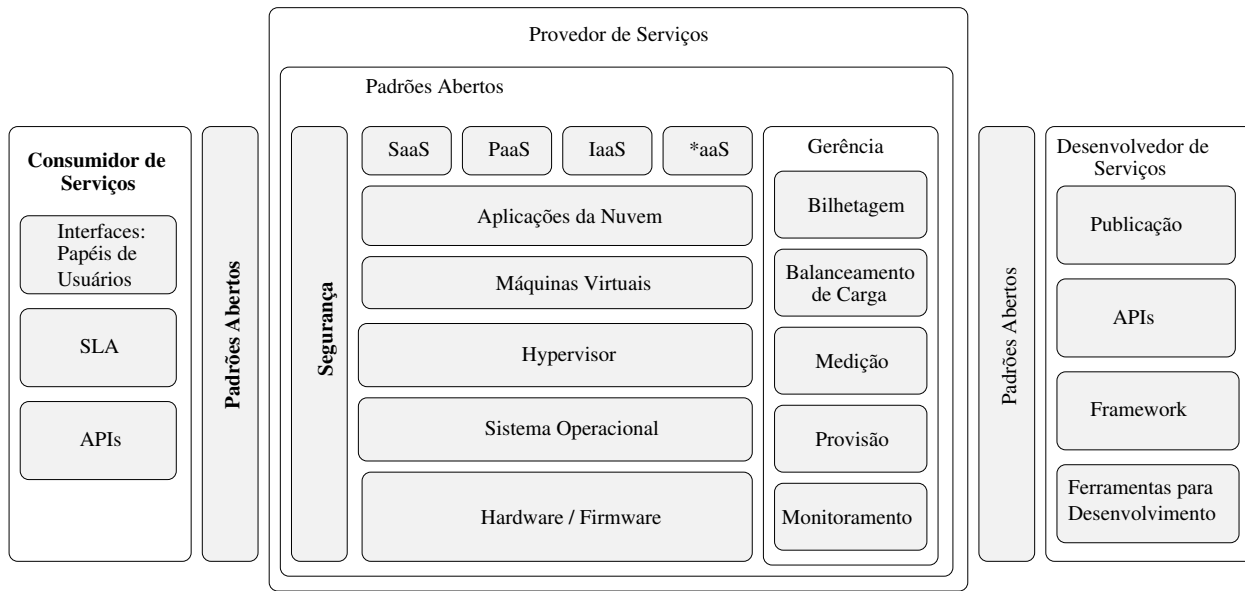 Provedor de Serviços
Padrões Abertos
Consumidor de
Serviços
Interfaces:
Papéis de
Usuários
SLA
APIs
Padrões Abertos
Segurança
SaaS
PaaS
IaaS
*aaS
Aplicações da Nuvem
Máquinas Virtuais
Hypervisor
Sistema Operacional
Hardware / Firmware
Gerência
Bilhetagem
Balanceamento
de Carga
Medição
Provisão
Monitoramento
Padrões Abertos
Desenvolvedor de
Serviços
Publicação
APIs
Framework
Ferramentas para
Desenvolvimento